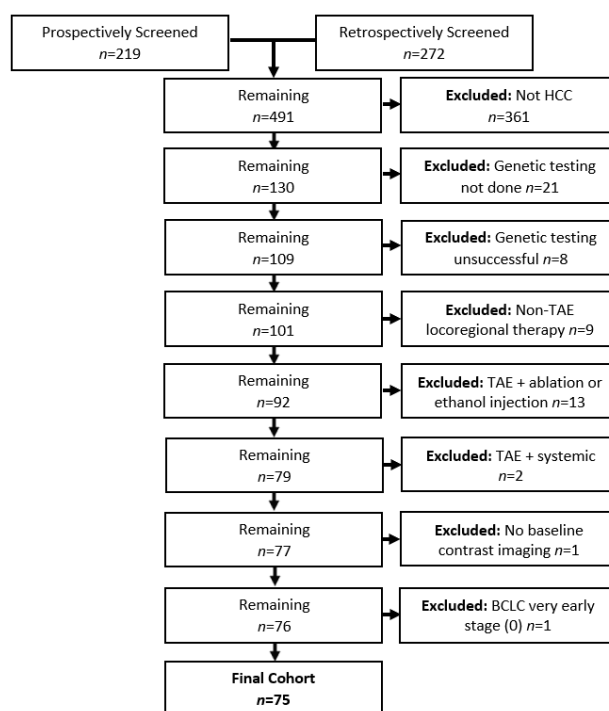 Prospectively Screened
n=219
Retrospectively Screened
n=272
Remaining
n=491
Excluded: Not HCC
n=361
Remaining
n=130
Excluded: Genetic testing
not done n=21
Remaining
n=109
Excluded: Genetic testing
unsuccessful n=8
Remaining
n=101
Excluded: Non-TAE
locoregional therapy n=9
Remaining
n=92
Excluded: TAE + ablation or
ethanol injection n=13
Remaining
n=79
Excluded: TAE + systemic
n=2
Remaining
n=77
Excluded: No baseline
contrast imaging n=1
Remaining
n=76
Excluded: BCLC very early
stage (0) n=1
Final Cohort
n=75